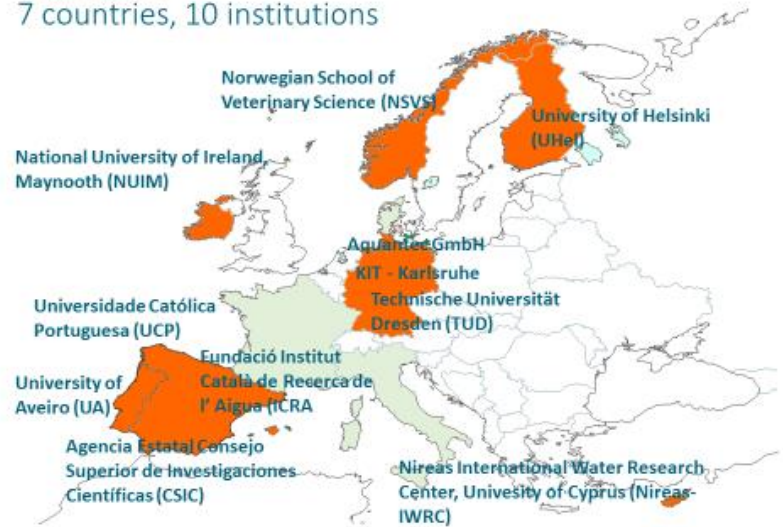 7 countries, 10 institutions
Norwegian School of
Veterinary Science (NSVS)
University of Helsinki
(UHel)
National University of Ireland,
Maynooth (NUIM)
Aquantec GmbH
KIT - Karlsruhe
Technische Universität
Dresden (TUD)
Universidade Católica
Portuguesa (UCP)
Fundació Institut
Català de Recerca de
l' Aigua (ICRA
University of
Aveiro (UA)
Agencia Estatal Consejo
Superior de Investigaciones
Científicas (CSIC)
Nireas International Water Research
Center, Univesity of Cyprus (Nireas-
IWRC)